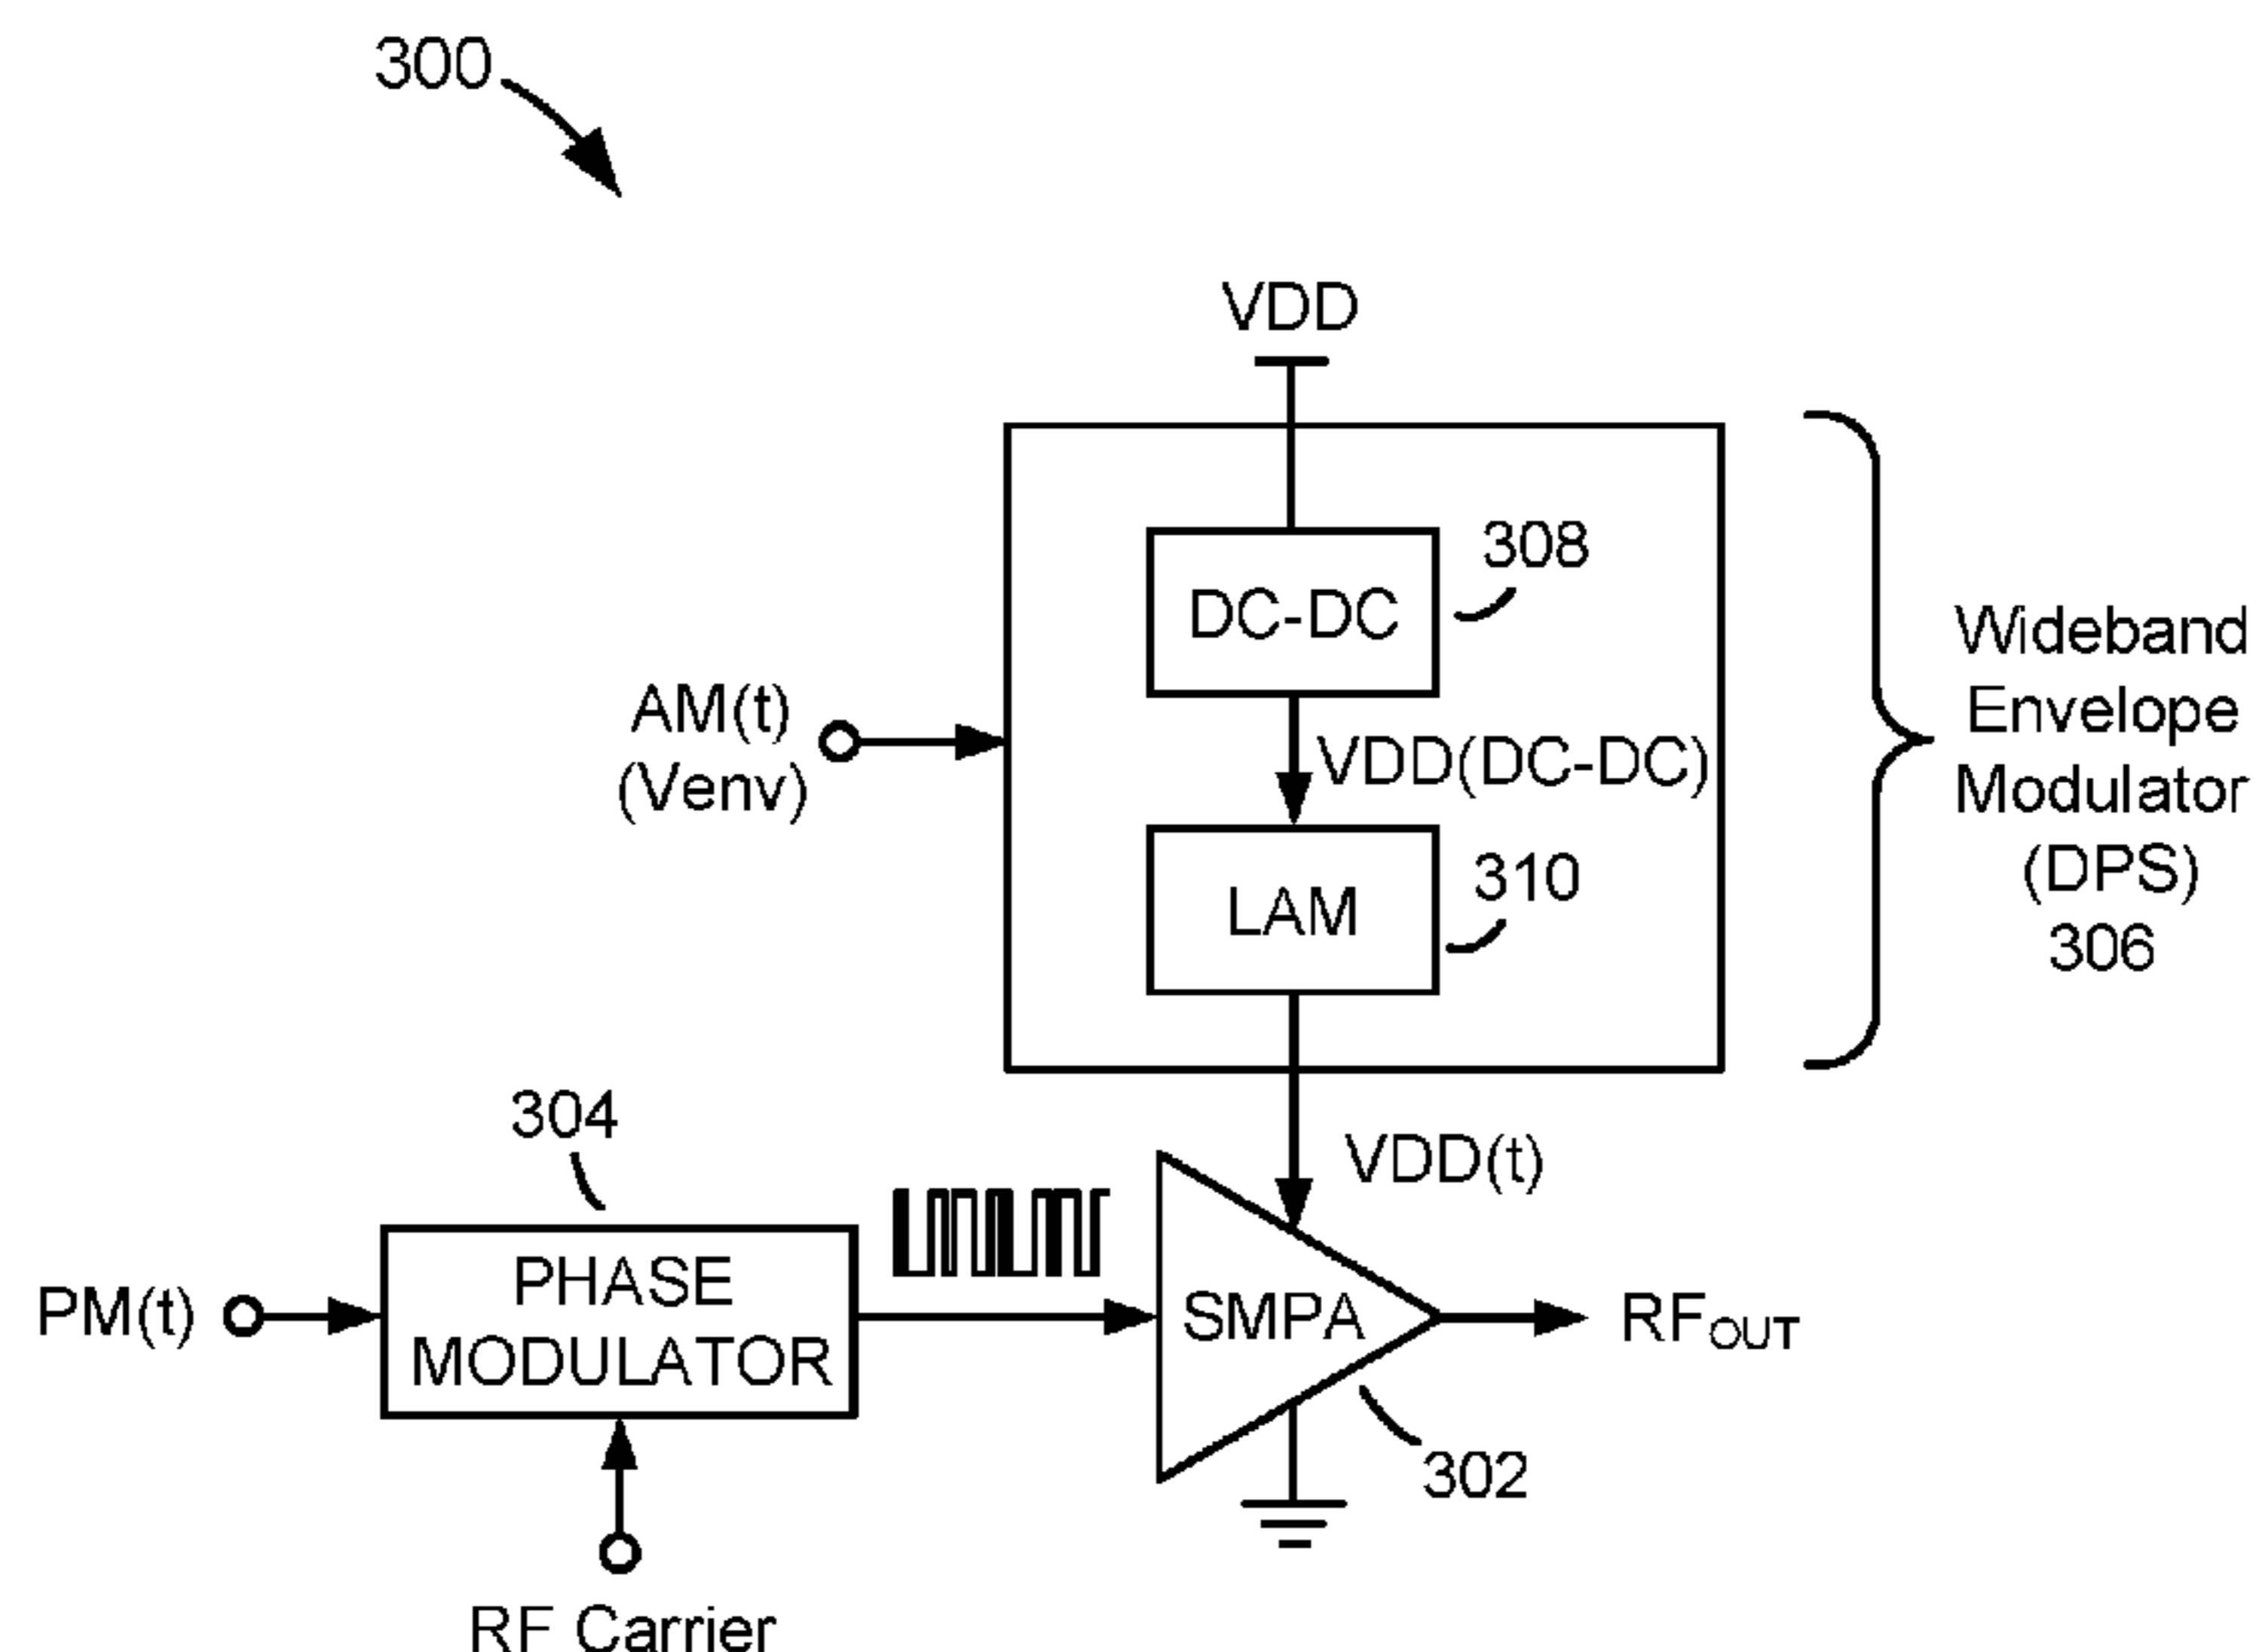 300
VDD
308
DC-DC
AM(t)
(Venv)
VDD(DC-DC)
310
LAM
Wideband
Envelope
Modulator
(DPS)
306
304
VDD(t)
PM(t)
PHASE
MODULATOR
SMPA
RFOUT
302
RF Carrier